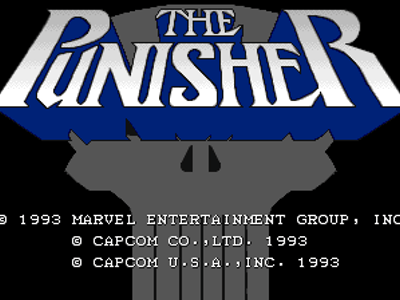 THE
PUNISHER
© 1993 MARVEL ENTERTAINMENT GROUP, INC
© CAPCOM CO.,LTD. 1993
© CAPCOM U.S.A.,INC. 1993